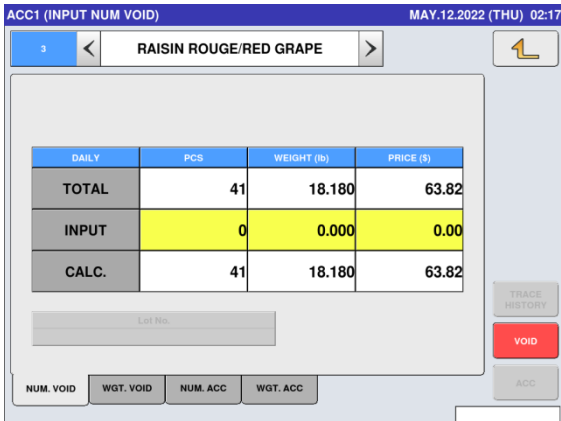 ACC1 (INPUT NUM VOID) MAY.12.2022 (THU) 02:17
3 < RAISIN ROUGE/RED GRAPE >
DAILY PCS WEIGHT (lb) PRICE ($)
TOTAL 41 18.180 63.82
INPUT 0 0.000 0.00
CALC. 41 18.180 63.82
Lot No.
TRACE
HISTORY
VOID
ACC
NUM. VOID WGT. VOID NUM. ACC WGT. ACC